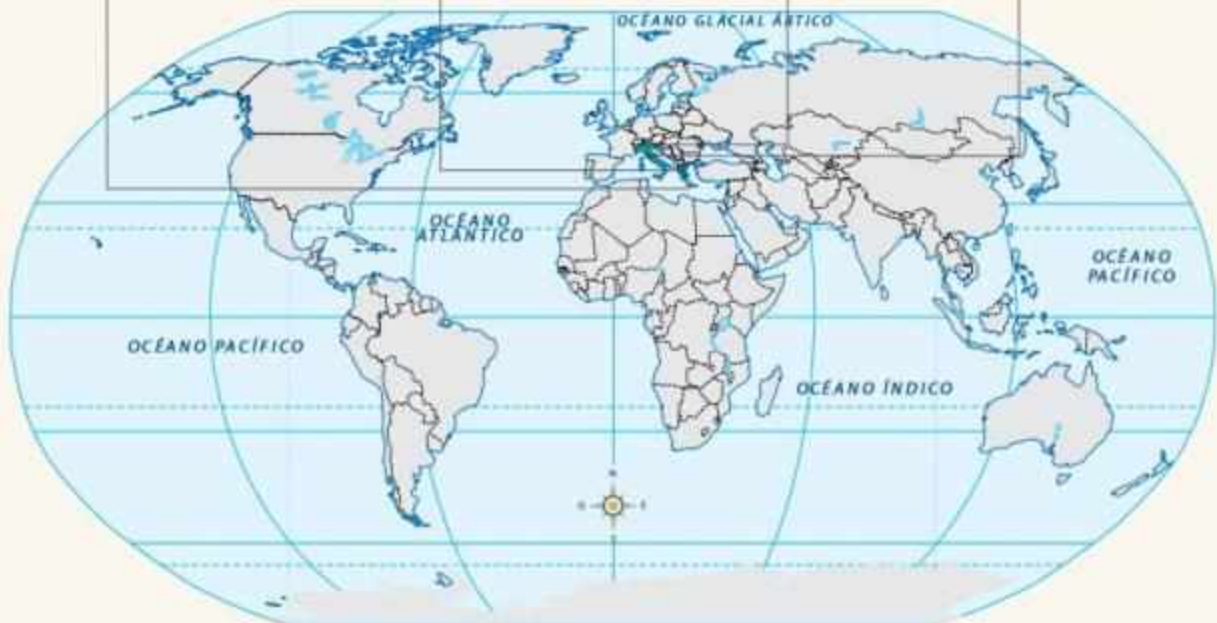 OCÉANO GLACIAL ÁRTICO
OCÉANO
ATLÁNTICO
OCÉANO
PACÍFICO
OCÉANO PACÍFICO
OCÉANO ÍNDICO
N
O
E
S